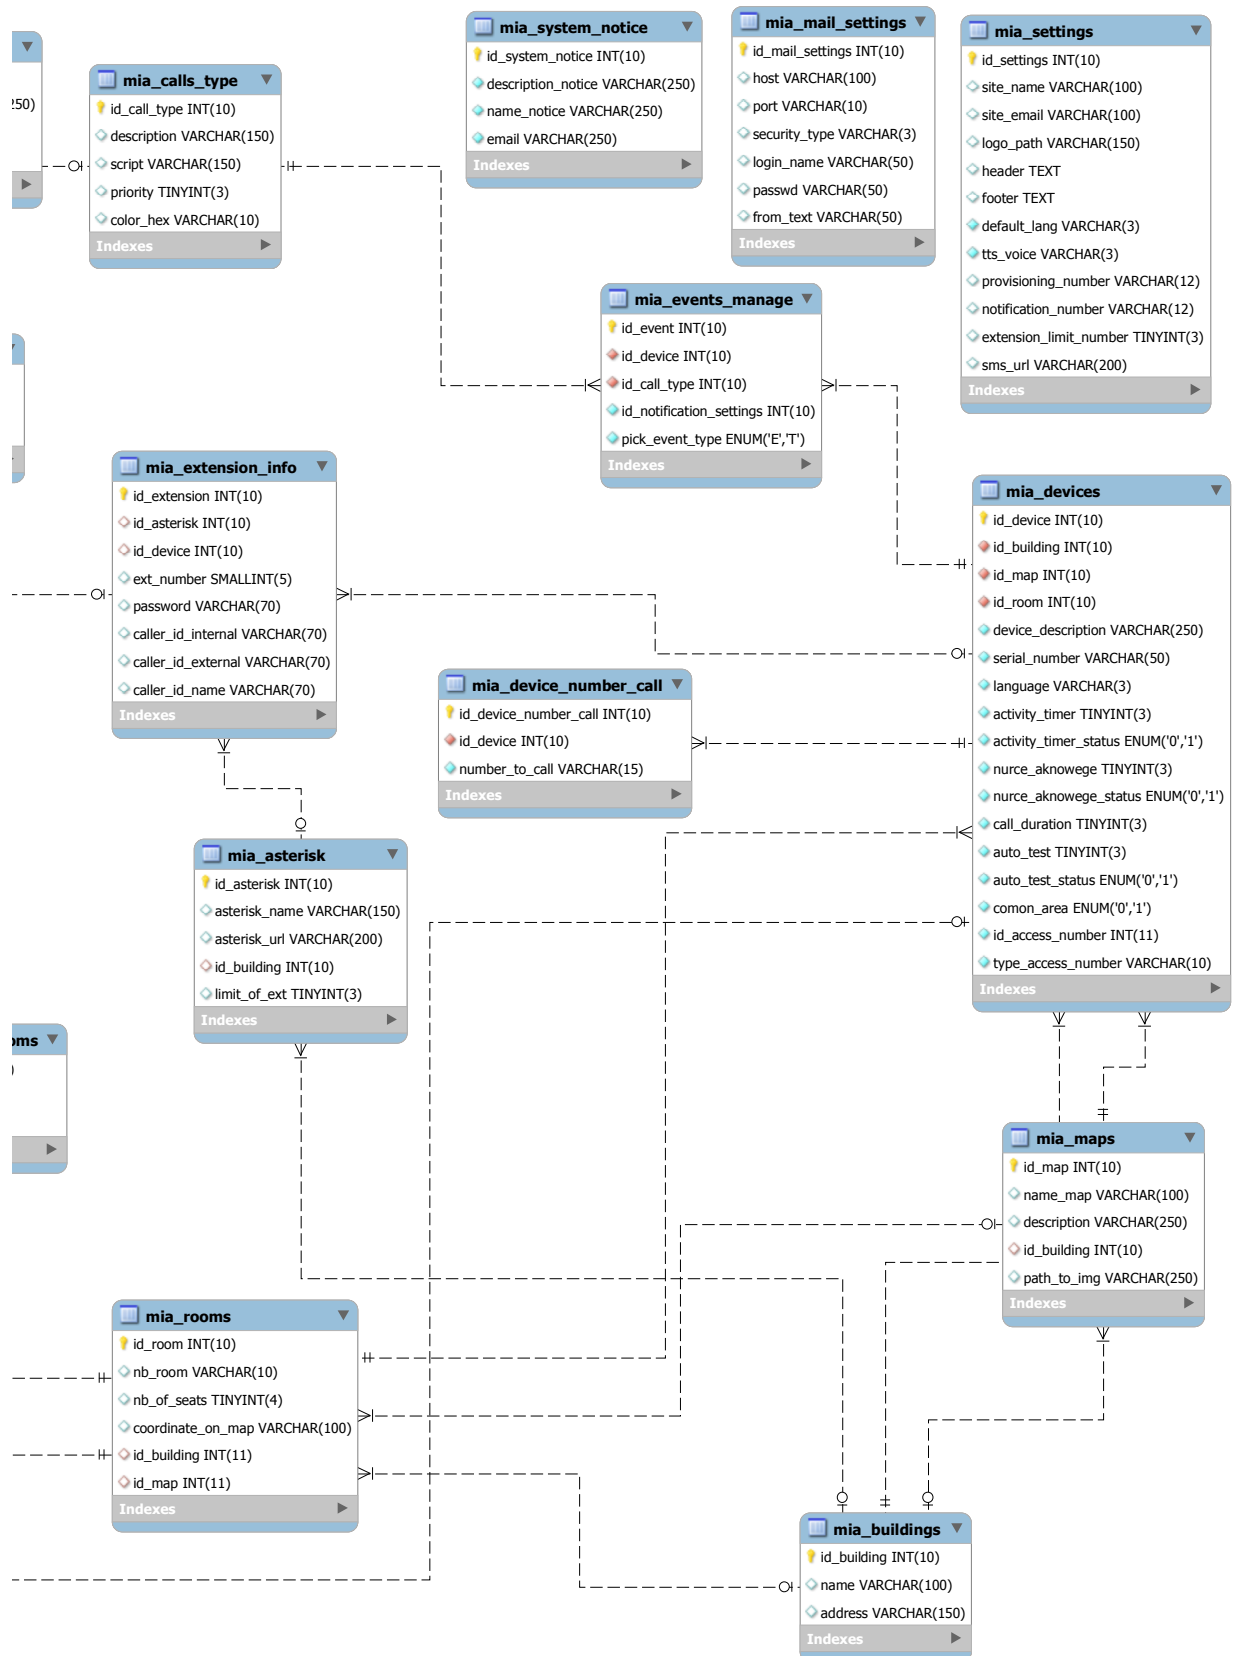 250)
mia_calls_type
id_call_type INT(10)
description VARCHAR(150)
script VARCHAR(150)
priority TINYINT(3)
color_hex VARCHAR(10)
Indexes
mia_system_notice
id_system_notice INT(10)
description_notice VARCHAR(250)
name_notice VARCHAR(250)
email VARCHAR(250)
Indexes
mia_mail_settings
id_mail_settings INT(10)
host VARCHAR(100)
port VARCHAR(10)
security_type VARCHAR(3)
login_name VARCHAR(50)
passwd VARCHAR(50)
from_text VARCHAR(50)
Indexes
mia_settings
id_settings INT(10)
site_name VARCHAR(100)
site_email VARCHAR(100)
logo_path VARCHAR(150)
header TEXT
footer TEXT
default_lang VARCHAR(3)
tts_voice VARCHAR(3)
provisioning_number VARCHAR(12)
notification_number VARCHAR(12)
extension_limit_number TINYINT(3)
sms_url VARCHAR(200)
Indexes
mia_events_manage
id_event INT(10)
id_device INT(10)
id_call_type INT(10)
id_notification_settings INT(10)
pick_event_type ENUM('E','T')
Indexes
mia_extension_info
id_extension INT(10)
id_asterisk INT(10)
id_device INT(10)
ext_number SMALLINT(5)
password VARCHAR(70)
caller_id_internal VARCHAR(70)
caller_id_external VARCHAR(70)
caller_id_name VARCHAR(70)
Indexes
mia_devices
id_device INT(10)
id_building INT(10)
id_map INT(10)
id_room INT(10)
device_description VARCHAR(250)
serial_number VARCHAR(50)
language VARCHAR(3)
activity_timer TINYINT(3)
activity_timer_status ENUM('0','1')
nurce_aknowege TINYINT(3)
nurce_aknowege_status ENUM('0','1')
call_duration TINYINT(3)
auto_test TINYINT(3)
auto_test_status ENUM('0','1')
comon_area ENUM('0','1')
id_access_number INT(11)
type_access_number VARCHAR(10)
Indexes
mia_device_number_call
id_device_number_call INT(10)
id_device INT(10)
number_to_call VARCHAR(15)
Indexes
mia_asterisk
id_asterisk INT(10)
asterisk_name VARCHAR(150)
asterisk_url VARCHAR(200)
id_building INT(10)
limit_of_ext TINYINT(3)
Indexes
oms
)
mia_maps
id_map INT(10)
name_map VARCHAR(100)
description VARCHAR(250)
id_building INT(10)
path_to_img VARCHAR(250)
Indexes
mia_rooms
id_room INT(10)
nb_room VARCHAR(10)
nb_of_seats TINYINT(4)
coordinate_on_map VARCHAR(100)
id_building INT(11)
id_map INT(11)
Indexes
mia_buildings
id_building INT(10)
name VARCHAR(100)
address VARCHAR(150)
Indexes